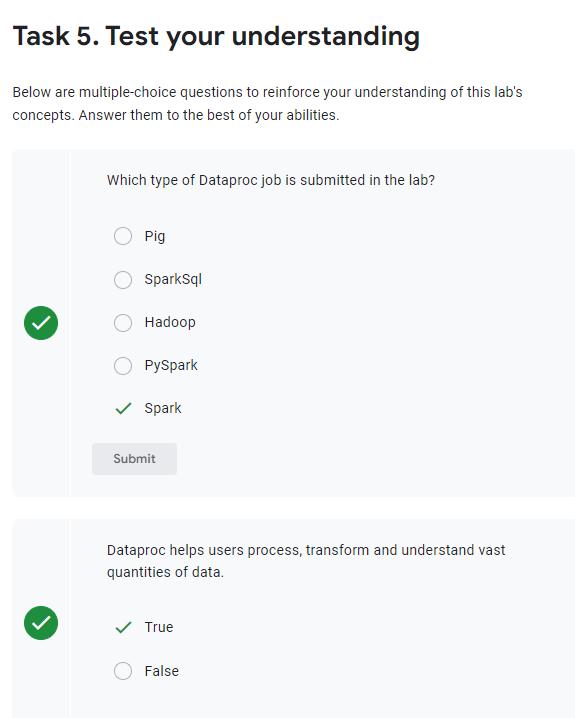 Task 5. Test your understanding
Below are multiple-choice questions to reinforce your understanding of this lab's
concepts. Answer them to the best of your abilities.
Which type of Dataproc job is submitted in the lab?
Pig
SparkSql
Hadoop
PySpark
Spark
Submit
Dataproc helps users process, transform and understand vast
quantities of data.
True
False